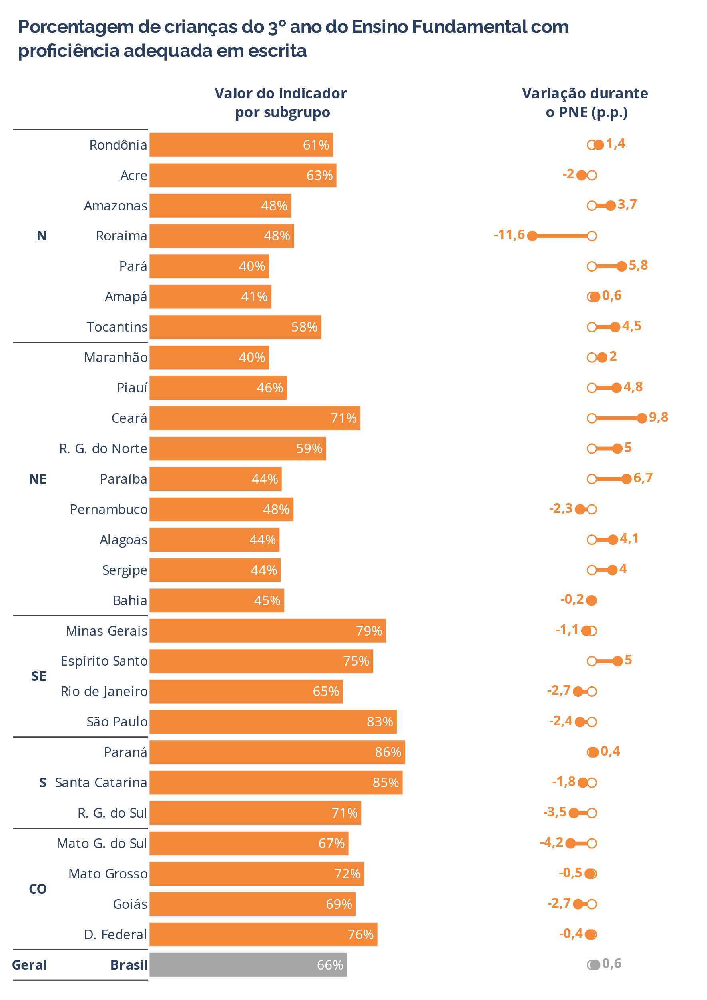 Porcentagem de crianças do 3º ano do Ensino Fundamental com
proficiência adequada em escrita
Valor do indicador
por subgrupo
Variação durante
o PNE (p.p.)
N
Rondônia 61% 1,4
Acre 63% -2
Amazonas 48% 3,7
Roraima 48% -11,6
Pará 40% 5,8
Amapá 41% 0,6
Tocantins 58% 4,5
NE
Maranhão 40% 2
Piauí 46% 4,8
Ceará 71% 9,8
R. G. do Norte 59% 5
Paraíba 44% 6,7
Pernambuco 48% -2,3
Alagoas 44% 4,1
Sergipe 44% 4
Bahia 45% -0,2
SE
Minas Gerais 79% -1,1
Espírito Santo 75% 5
Rio de Janeiro 65% -2,7
São Paulo 83% -2,4
S
Paraná 86% 0,4
Santa Catarina 85% -1,8
R. G. do Sul 71% -3,5
CO
Mato G. do Sul 67% -4,2
Mato Grosso 72% -0,5
Goiás 69% -2,7
D. Federal 76% -0,4
Geral Brasil 66% 0,6